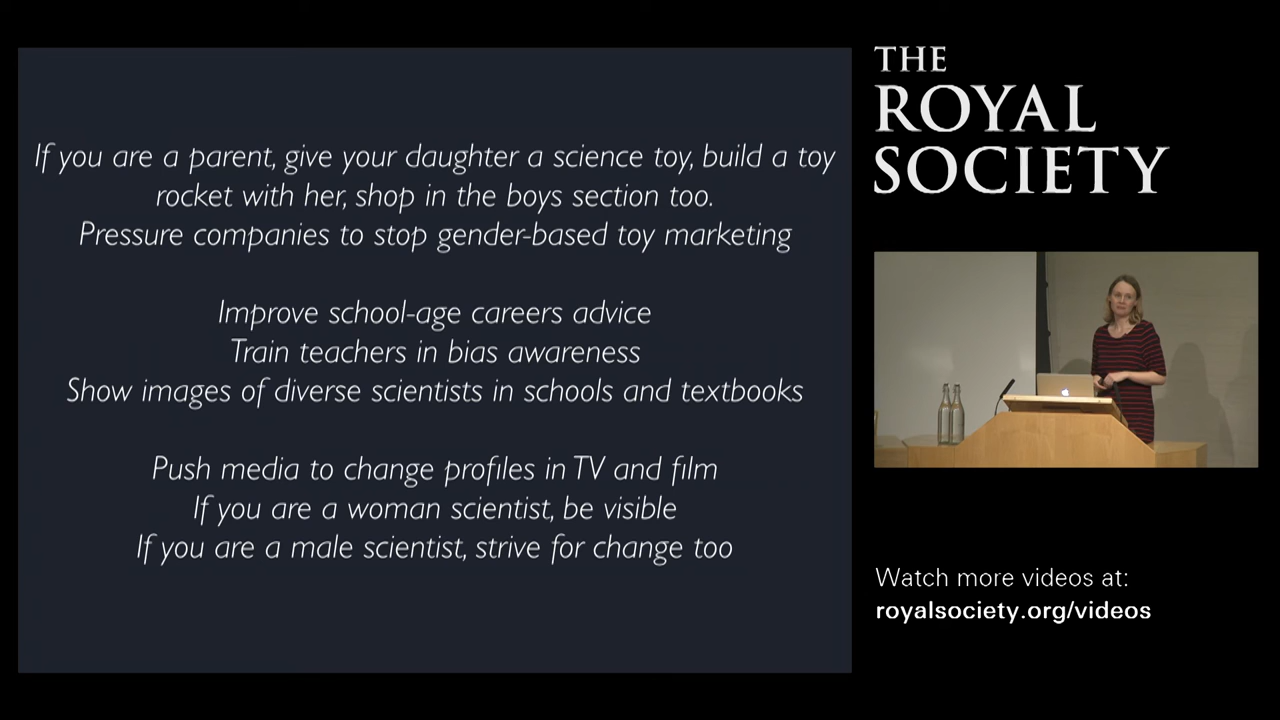 If you are a parent, give your daughter a science toy, build a toy
rocket with her, shop in the boys section too.
Pressure companies to stop gender-based toy marketing
Improve school-age careers advice
Train teachers in bias awareness
Show images of diverse scientists in schools and textbooks
Push media to change profiles in TV and film
If you are a woman scientist, be visible
If you are a male scientist, strive for change too
THE
ROYAL
SOCIETY
Watch more videos at:
royalsociety.org/videos